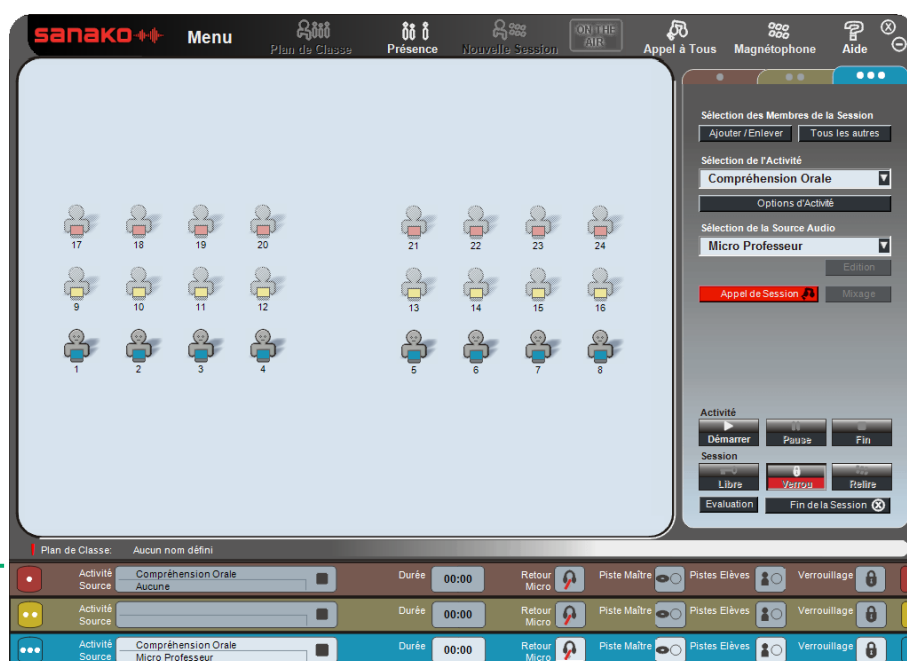 sanako Menu Plan de Classe Présence Nouvelle Session ON THE AIR Appel à Tous Magnétophone Aide
17 18 19 20 21 22 23 24
9 10 11 12 13 14 15 16
1 2 3 4 5 6 7 8
Sélection des Membres de la Session
Ajouter / Enlever Tous les autres
Sélection de l'Activité
Compréhension Orale
Options d'Activité
Sélection de la Source Audio
Micro Professeur
Edition
Appel de Session Mixage
Activité
Démarrer Pause Fin
Session
Libre Verrou Relire
Evaluation Fin de la Session
Plan de Classe: Aucun nom défini
Activité Compréhension Orale Durée 00:00 Retour Piste Maître Pistes Elèves Verrouillage
Source Aucune Micro
Activité Durée 00:00 Retour Piste Maître Pistes Elèves Verrouillage
Source Micro
Activité Compréhension Orale Durée 00:00 Retour Piste Maître Pistes Elèves Verrouillage
Source Micro Professeur Micro